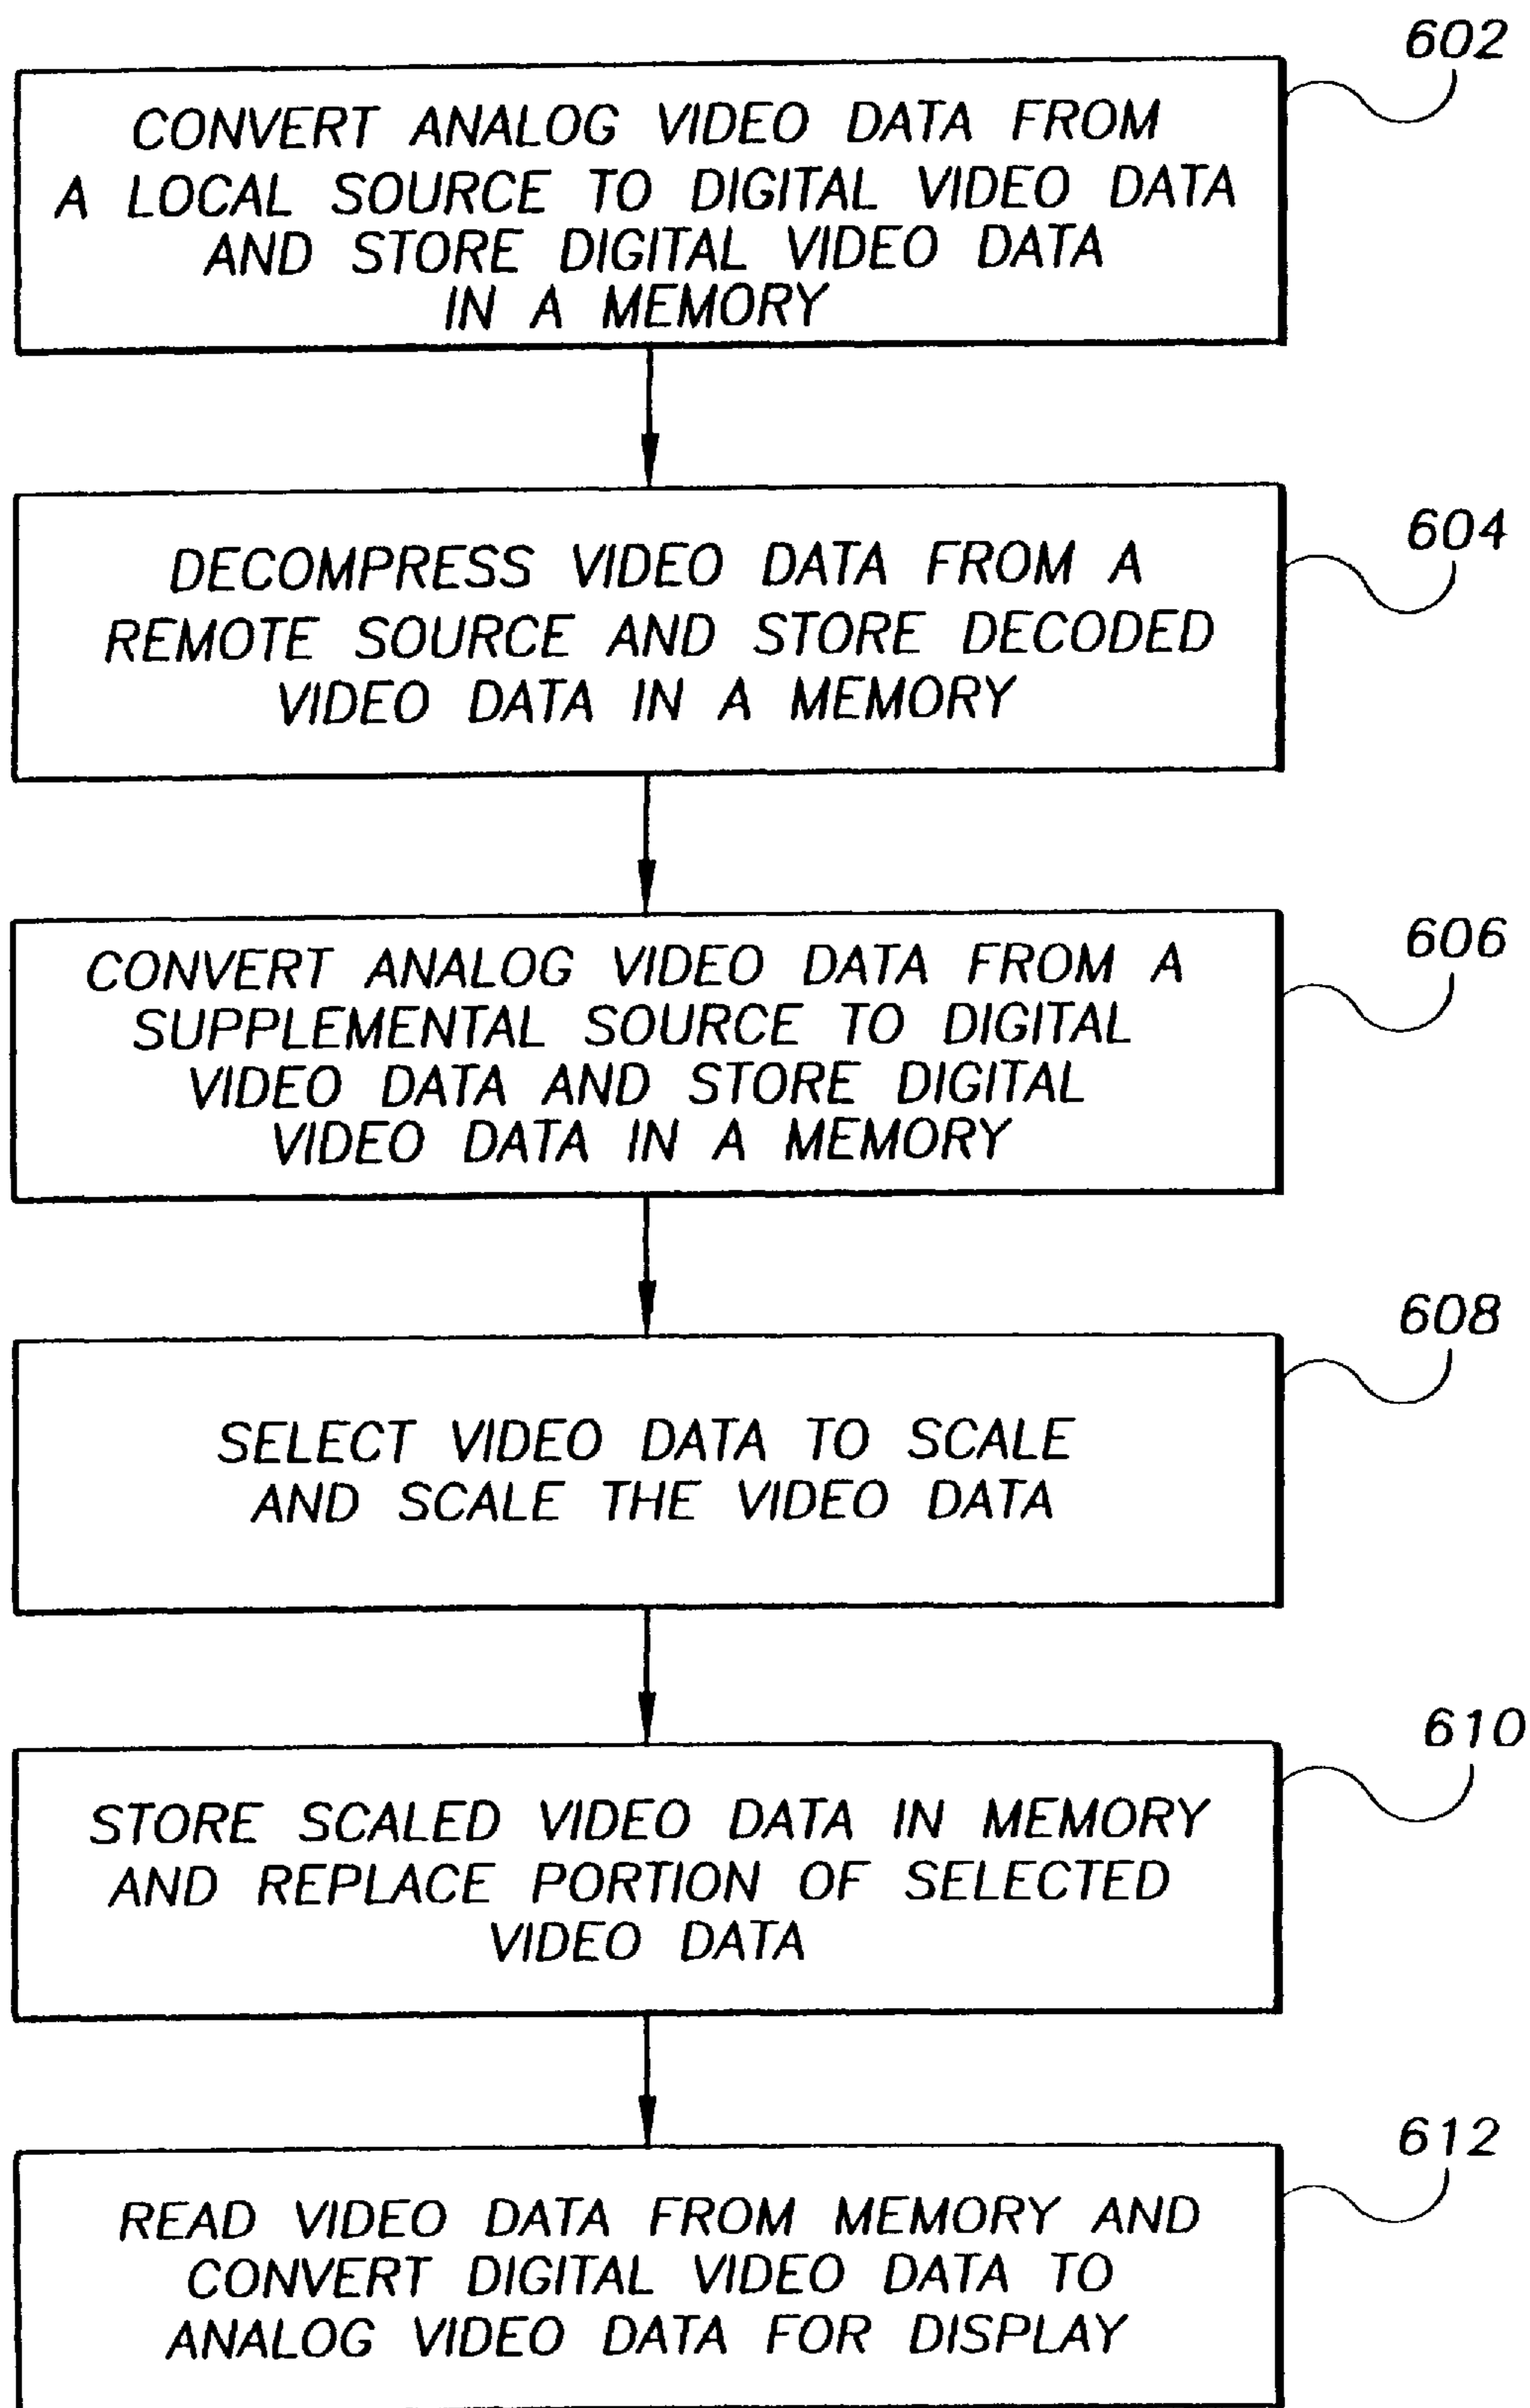 602
CONVERT ANALOG VIDEO DATA FROM
A LOCAL SOURCE TO DIGITAL VIDEO DATA
AND STORE DIGITAL VIDEO DATA
IN A MEMORY
604
DECOMPRESS VIDEO DATA FROM A
REMOTE SOURCE AND STORE DECODED
VIDEO DATA IN A MEMORY
606
CONVERT ANALOG VIDEO DATA FROM A
SUPPLEMENTAL SOURCE TO DIGITAL
VIDEO DATA AND STORE DIGITAL
VIDEO DATA IN A MEMORY
608
SELECT VIDEO DATA TO SCALE
AND SCALE THE VIDEO DATA
610
STORE SCALED VIDEO DATA IN MEMORY
AND REPLACE PORTION OF SELECTED
VIDEO DATA
612
READ VIDEO DATA FROM MEMORY AND
CONVERT DIGITAL VIDEO DATA TO
ANALOG VIDEO DATA FOR DISPLAY